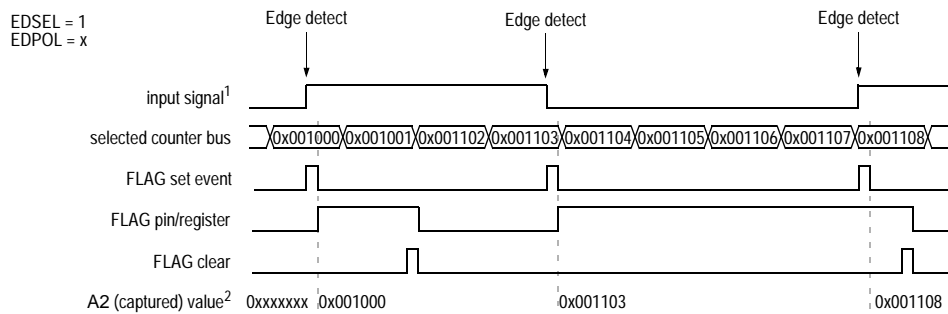 EDSEL = 1
EDPOL = x
Edge detect Edge detect Edge detect
input signal1
selected counter bus 0x001000 0x001001 0x001102 0x001103 0x001104 0x001105 0x001106 0x001107 0x001108
FLAG set event
FLAG pin/register
FLAG clear
A2 (captured) value2 0xxxxxxx 0x001000 0x001103 0x001108